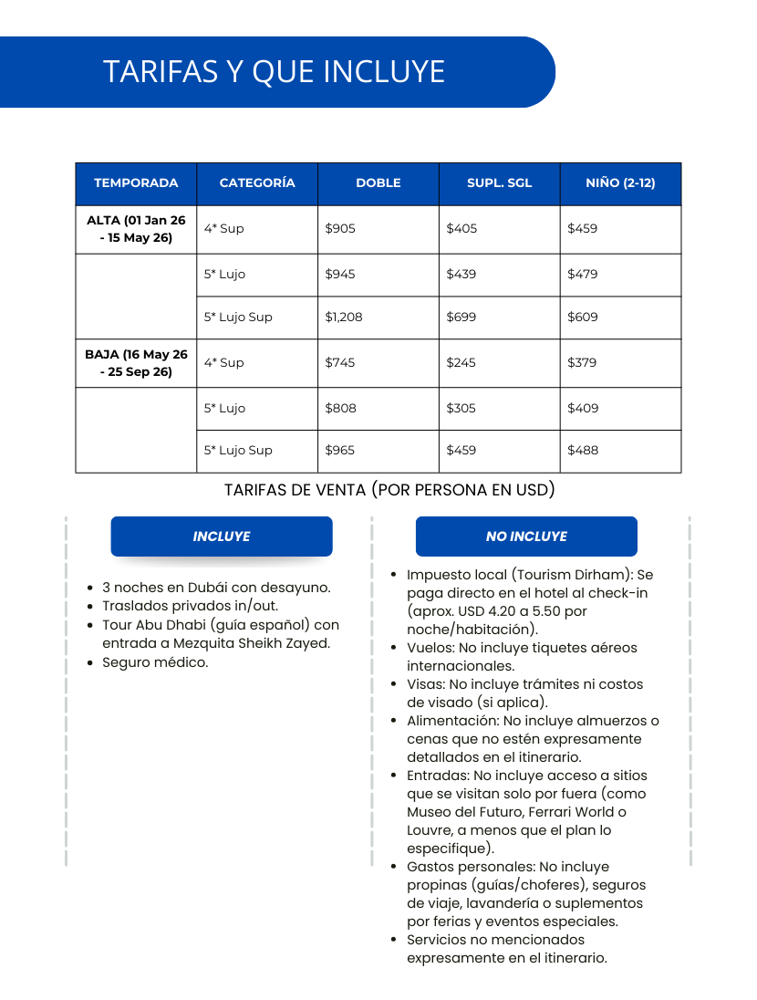 TARIFAS Y QUE INCLUYE
TEMPORADA CATEGORÍA DOBLE SUPL. SGL NIÑO (2-12)
ALTA (01 Jan 26
- 15 May 26) 4* Sup $905 $405 $459
5* Lujo $945 $439 $479
5* Lujo Sup $1,208 $699 $609
BAJA (16 May 26
- 25 Sep 26) 4* Sup $745 $245 $379
5* Lujo $808 $305 $409
5* Lujo Sup $965 $459 $488
TARIFAS DE VENTA (POR PERSONA EN USD)
INCLUYE
• 3 noches en Dubái con desayuno.
• Traslados privados in/out.
• Tour Abu Dhabi (guía español) con
entrada a Mezquita Sheikh Zayed.
• Seguro médico.
NO INCLUYE
• Impuesto local (Tourism Dirham): Se
paga directo en el hotel al check-in
(aprox. USD 4.20 a 5.50 por
noche/habitación).
• Vuelos: No incluye tiquetes aéreos
internacionales.
• Visas: No incluye trámites ni costos
de visado (si aplica).
• Alimentación: No incluye almuerzos o
cenas que no estén expresamente
detallados en el itinerario.
• Entradas: No incluye acceso a sitios
que se visitan solo por fuera (como
Museo del Futuro, Ferrari World o
Louvre, a menos que el plan lo
especifique).
• Gastos personales: No incluye
propinas (guías/choferes), seguros
de viaje, lavandería o suplementos
por ferias y eventos especiales.
• Servicios no mencionados
expresamente en el itinerario.